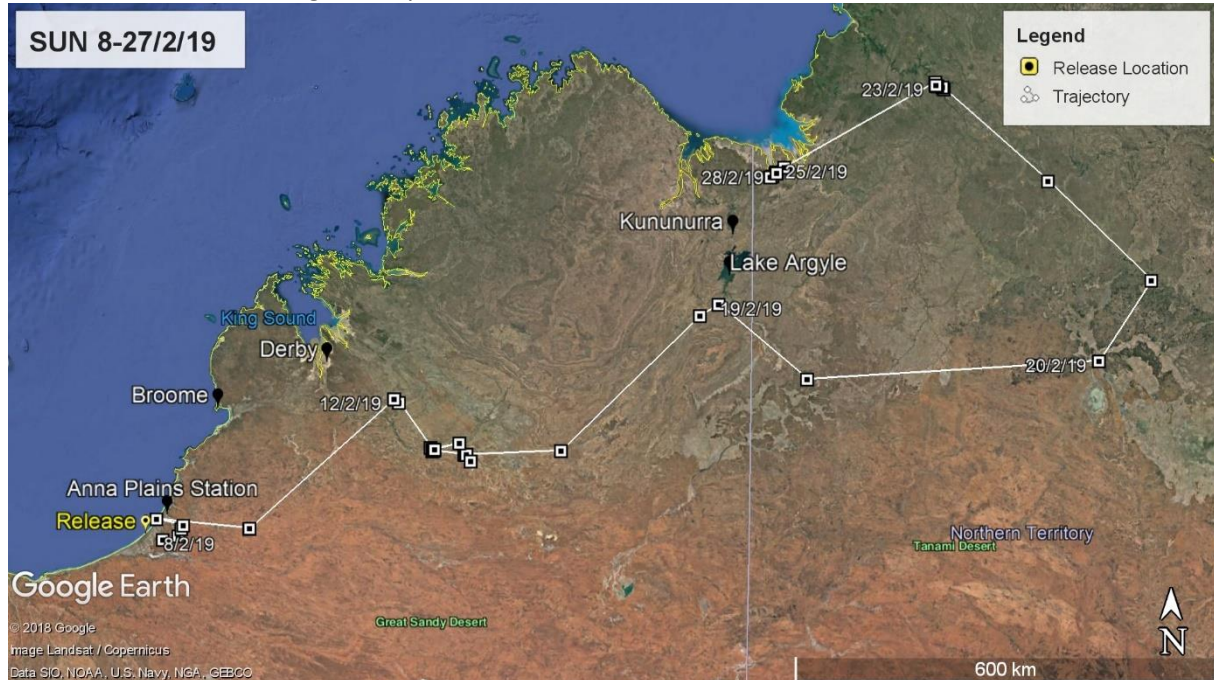 SUN 8-27/2/19
Legend
Release Location
Trajectory
23/2/19
28/2/19
25/2/19
Kununurra
Lake Argyle
19/2/19
King Sound
Derby
20/2/19
Broome
12/2/19
Anna Plains Station
Release
8/2/19
Northern Territory
Tanami Desert
Google Earth
Great Sandy Desert
© 2018 Google
Image Landsat / Copernicus
Data SIO, NOAA, U.S. Navy, NGA, GEBCO
N
600 km